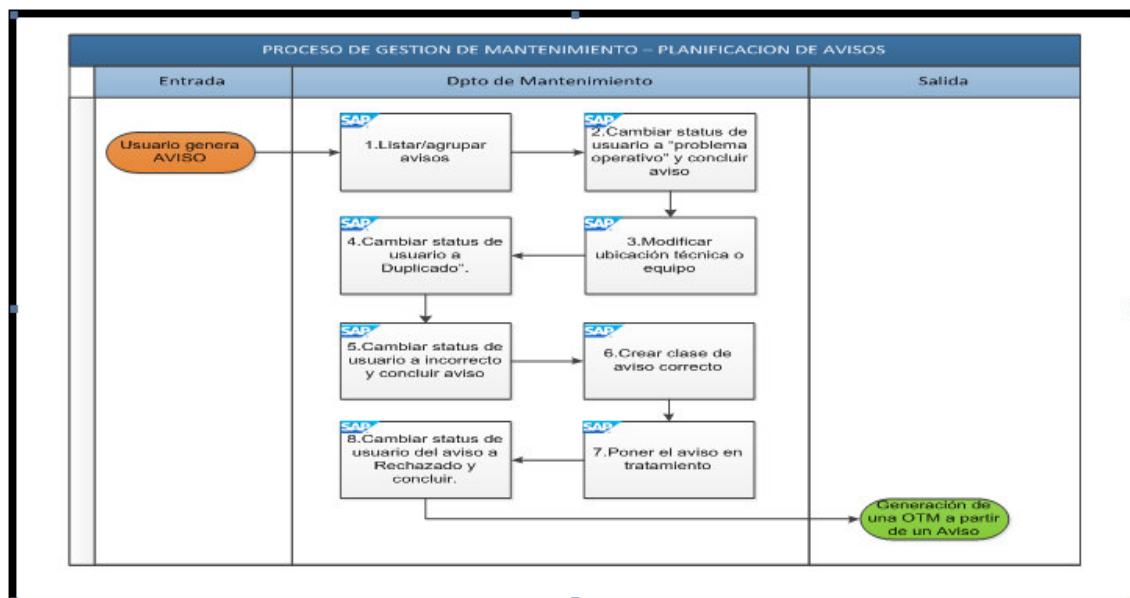 PROCESO DE GESTION DE MANTENIMIENTO – PLANIFICACION DE AVISOS
Entrada
Dpto de Mantenimiento
Salida
Usuario genera
AVISO
SAP
1.Listar/agrupar
avisos
SAP
2.Cambiar status de
usuario a "problema
operativo" y concluir
aviso
SAP
3.Modificar
ubicación técnica o
equipo
SAP
4.Cambiar status de
usuario a
Duplicado".
SAP
5.Cambiar status de
usuario a incorrecto
y concluir aviso
SAP
6.Crear clase de
aviso correcto
SAP
7.Poner el aviso en
tratamiento
SAP
8.Cambiar status de
usuario del aviso a
Rechazado y
concluir.
Generación de
una OTM a partir
de un Aviso